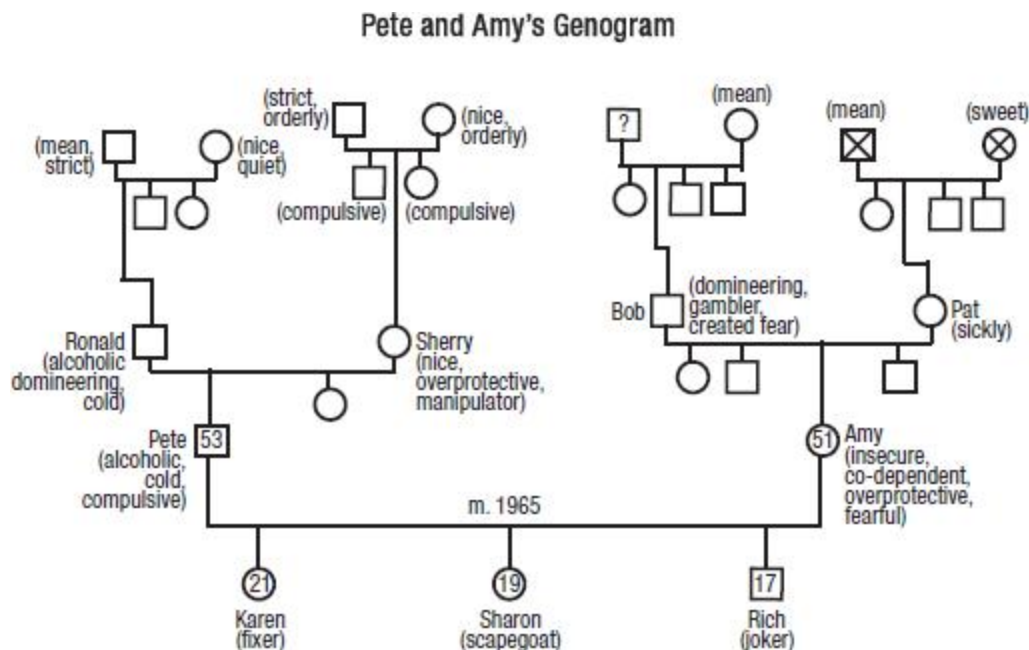 Pete and Amy's Genogram
(mean,
strict)
(nice,
quiet)
(strict,
orderly)
(nice,
orderly)
(compulsive)
(compulsive)
?
(mean)
(mean)
(sweet)
Ronald
(alcoholic
domineering,
cold)
Sherry
(nice,
overprotective,
manipulator)
Bob
(domineering,
gambler,
created fear)
Pat
(sickly)
Pete
(alcoholic,
cold,
compulsive)
53
51
Amy
(insecure,
co-dependent,
overprotective,
fearful)
m. 1965
21
Karen
(fixer)
19
Sharon
(scapegoat)
17
Rich
(joker)